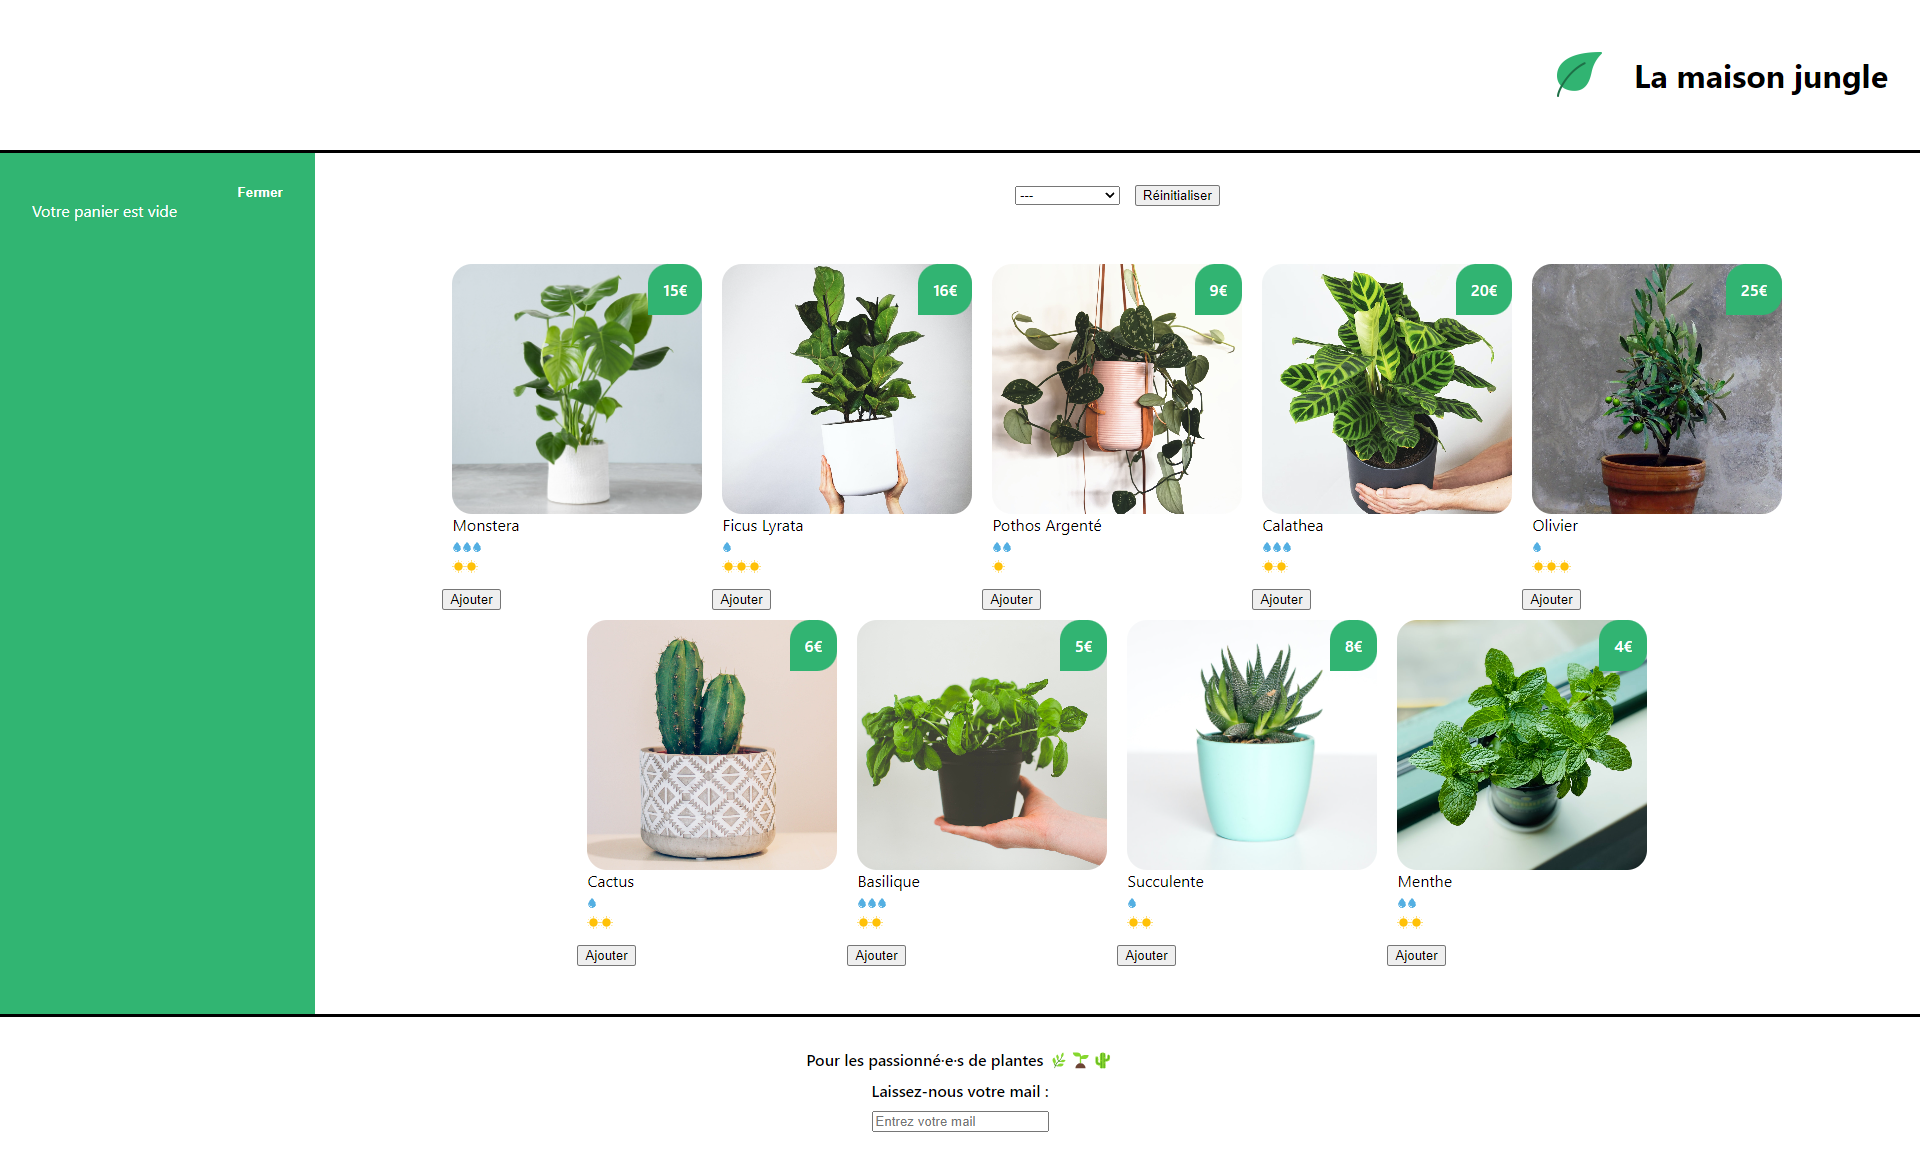 La maison jungle
Fermer
Votre panier est vide
---
Réinitialiser
15€
16€
9€
20€
25€
Monstera
Ficus Lyrata
Pothos Argenté
Calathea
Olivier
Ajouter
Ajouter
Ajouter
Ajouter
Ajouter
6€
5€
8€
4€
Cactus
Basilique
Succulente
Menthe
Ajouter
Ajouter
Ajouter
Ajouter
Pour les passionné·e·s de plantes 🌿🌱🌵
Laissez-nous votre mail :
Entrez votre mail